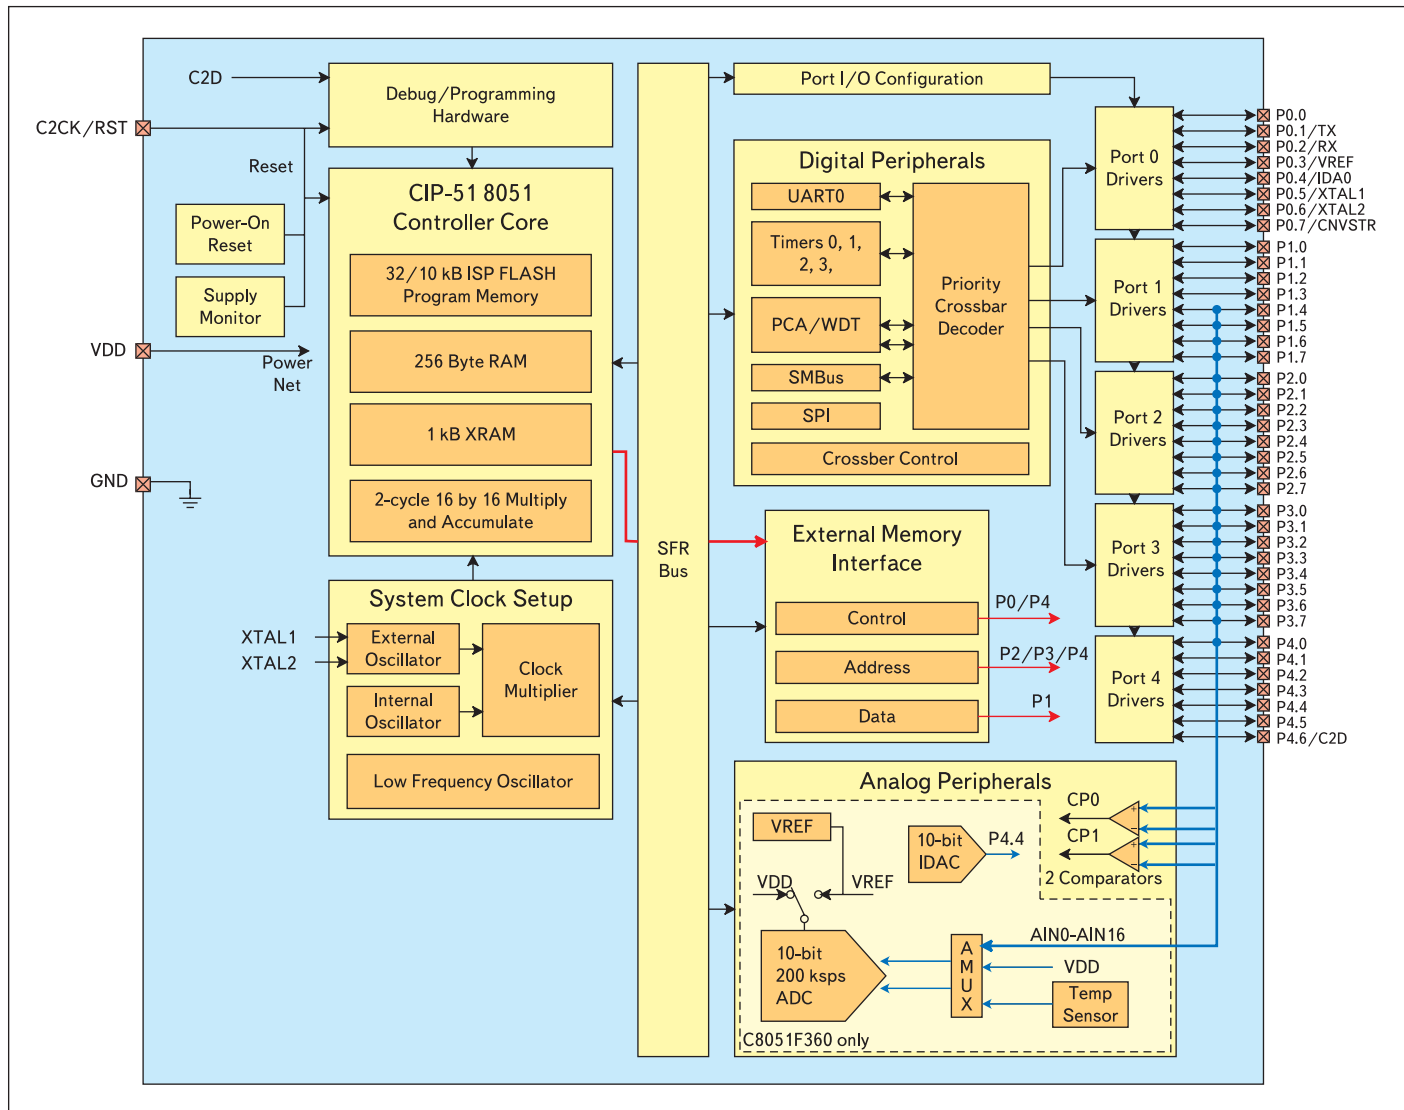 C2D
Debug/Programming
Hardware
C2CK/RST
Reset
CIP-51 8051
Controller Core
Power-On
Reset
Supply
Monitor
32/10 kB ISP FLASH
Program Memory
256 Byte RAM
1 kB XRAM
2-cycle 16 by 16 Multiply
and Accumulate
VDD
Power
Net
GND
System Clock Setup
XTAL1
XTAL2
External
Oscillator
Internal
Oscillator
Clock
Multiplier
Low Frequency Oscillator
SFR
Bus
Port I/O Configuration
Digital Peripherals
UART0
Timers 0, 1,
2, 3,
PCA/WDT
SMBus
SPI
Priority
Crossbar
Decoder
Crossber Control
External Memory
Interface
Control
Address
Data
P0/P4
P2/P3/P4
P1
Port 0
Drivers
Port 1
Drivers
Port 2
Drivers
Port 3
Drivers
Port 4
Drivers
P0.0
P0.1/TX
P0.2/RX
P0.3/VREF
P0.4/IDA0
P0.5/XTAL1
P0.6/XTAL2
P0.7/CNVSTR
P1.0
P1.1
P1.2
P1.3
P1.4
P1.5
P1.6
P1.7
P2.0
P2.1
P2.2
P2.3
P2.4
P2.5
P2.6
P2.7
P3.0
P3.1
P3.2
P3.3
P3.4
P3.5
P3.6
P3.7
P4.0
P4.1
P4.2
P4.3
P4.4
P4.5
P4.6/C2D
Analog Peripherals
VREF
10-bit
IDAC
P4.4
CP0
CP1
+
−
+
−
2 Comparators
VDD
VREF
10-bit
200 ksps
ADC
A
M
U
X
AIN0-AIN16
VDD
Temp
Sensor
C8051F360 only